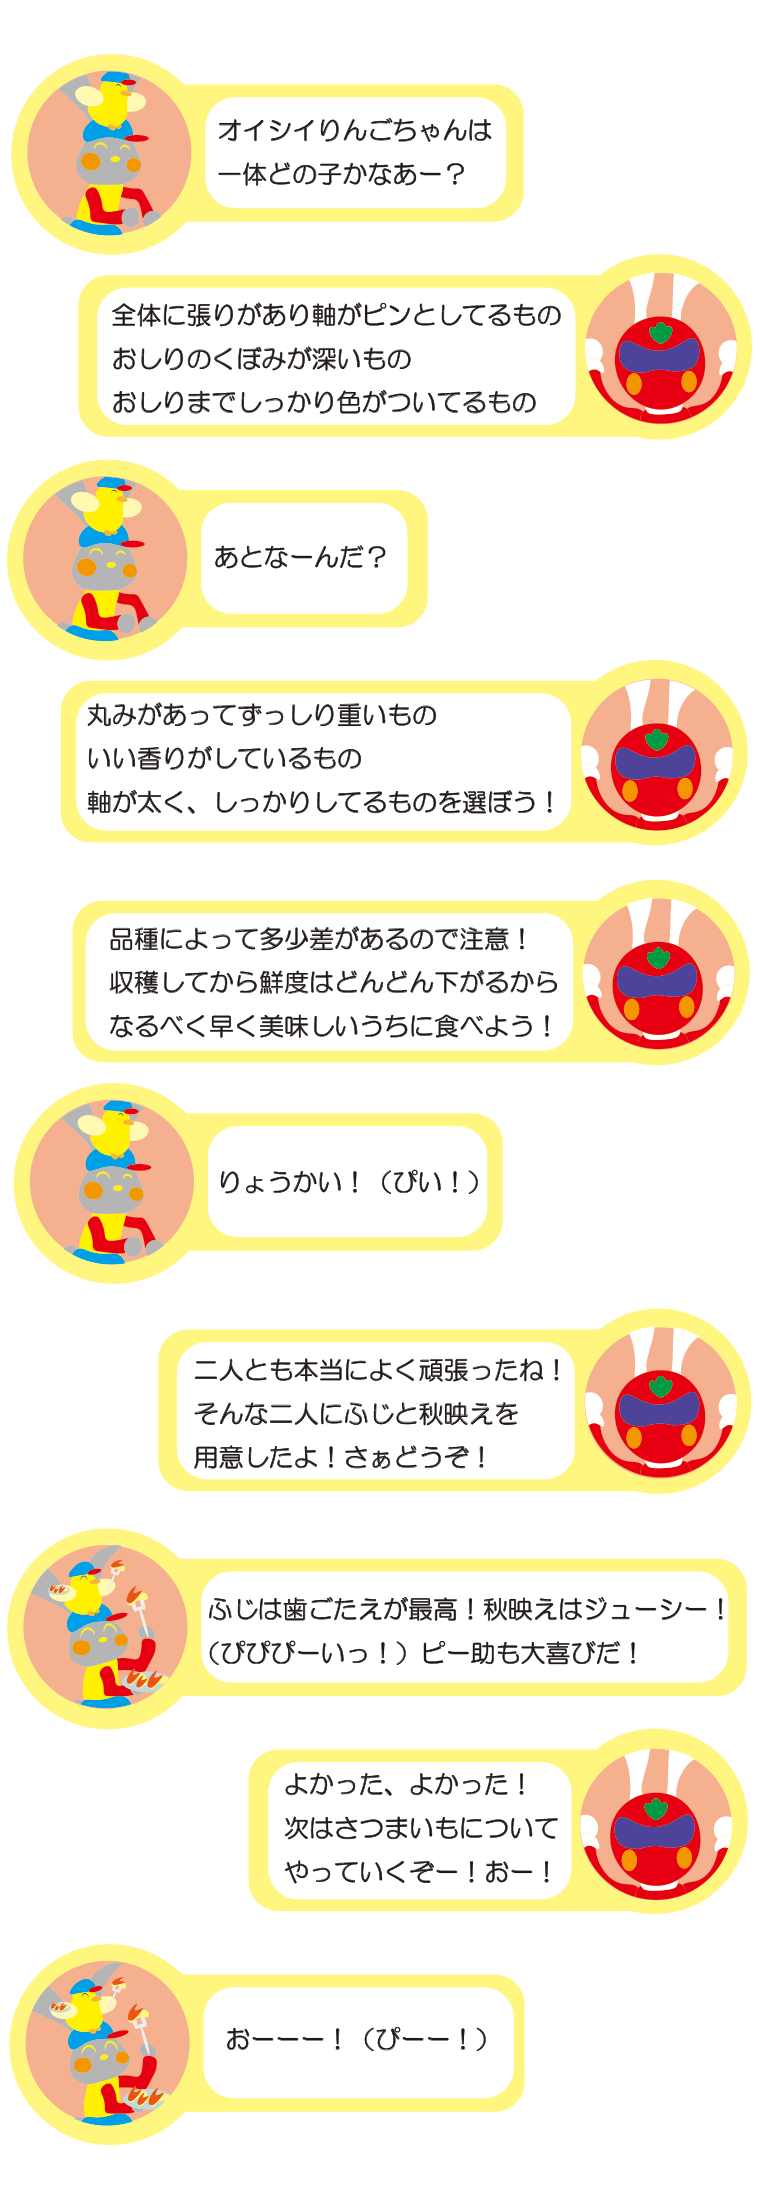 オイシイりんごちゃんは
一体どの子かなあー？
全体に張りがあり軸がピンとしてるもの
おしりのくぼみが深いもの
おしりまでしっかり色がついてるもの
あとなーんだ？
丸みがあってずっしり重いもの
いい香りがしているもの
軸が太く、しっかりしてるものを選ぼう！
品種によって多少差があるので注意！
収穫してから鮮度はどんどん下がるから
なるべく早く美味しいうちに食べよう！
りょうかい！（ぴい！）
二人とも本当によく頑張ったね！
そんな二人にふじと秋映えを
用意したよ！さぁどうぞ！
ふじは歯ごたえが最高！秋映えはジューシー！
（ぴぴぴーいっ！）ピー助も大喜びだ！
よかった、よかった！
次はさつまいもについて
やっていくぞー！おー！
おーーー！（ぴーー！）